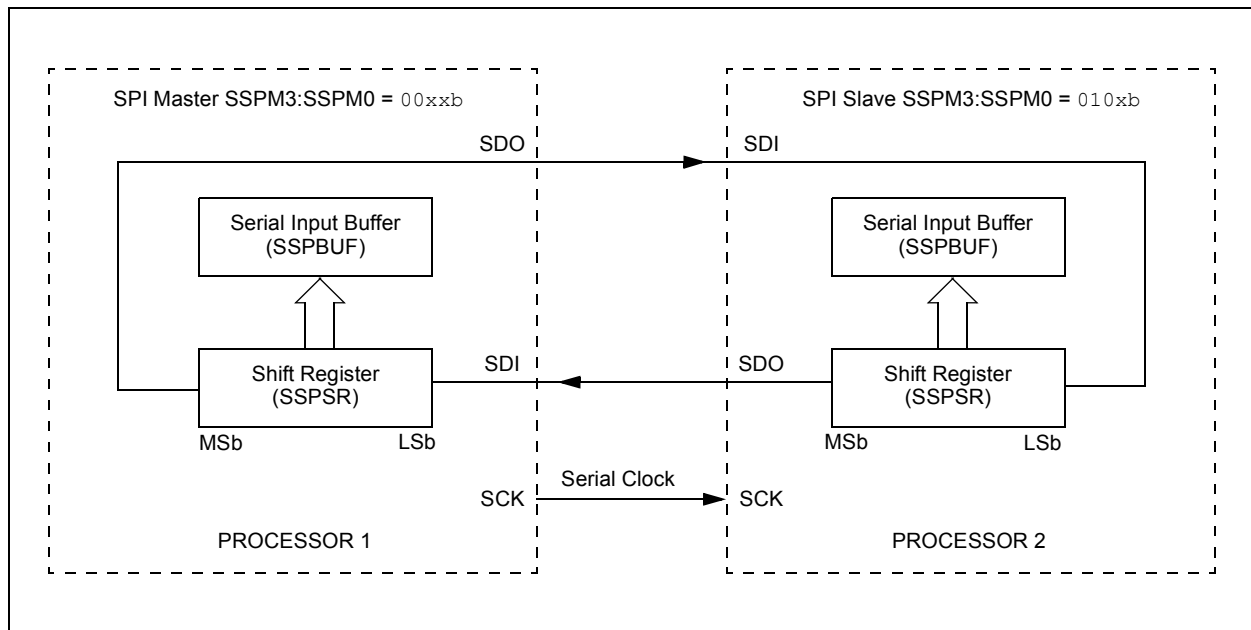 SPI Master SSPM3:SSPM0 = 00xxb
SPI Slave SSPM3:SSPM0 = 010xb
SDO
SDI
Serial Input Buffer
(SSPBUF)
Serial Input Buffer
(SSPBUF)
SDI
SDO
Shift Register
(SSPSR)
Shift Register
(SSPSR)
MSb
LSb
MSb
LSb
Serial Clock
SCK
SCK
PROCESSOR 1
PROCESSOR 2